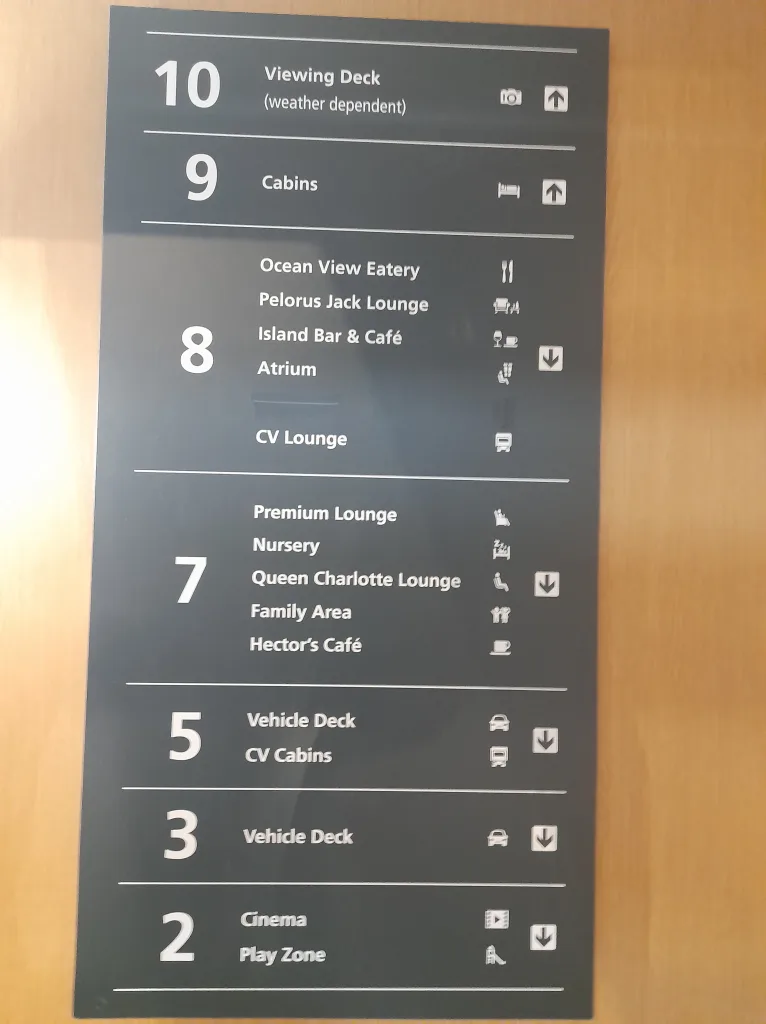 10 Viewing Deck
(weather dependent)
9 Cabins
Ocean View Eatery
Pelorus Jack Lounge
Island Bar & Café
8
Atrium
CV Lounge
Premium Lounge
Nursery
7 Queen Charlotte Lounge
Family Area
Hector's Café
5 Vehicle Deck
CV Cabins
3 Vehicle Deck
2 Cinema
Play Zone